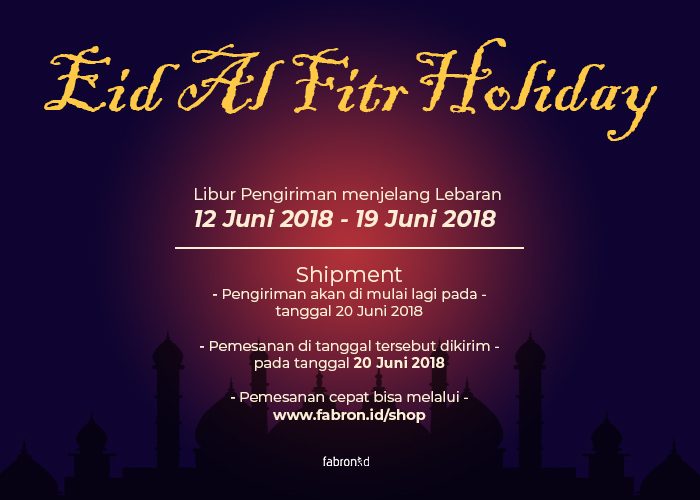 Eid Al Fitr Holiday
Libur Pengiriman menjelang Lebaran
12 Juni 2018 - 19 Juni 2018
Shipment
- Pengiriman akan di mulai lagi pada -
tanggal 20 Juni 2018
- Pemesanan di tanggal tersebut dikirim -
pada tanggal 20 Juni 2018
- Pemesanan cepat bisa melalui -
www.fabron.id/shop
fabron.id